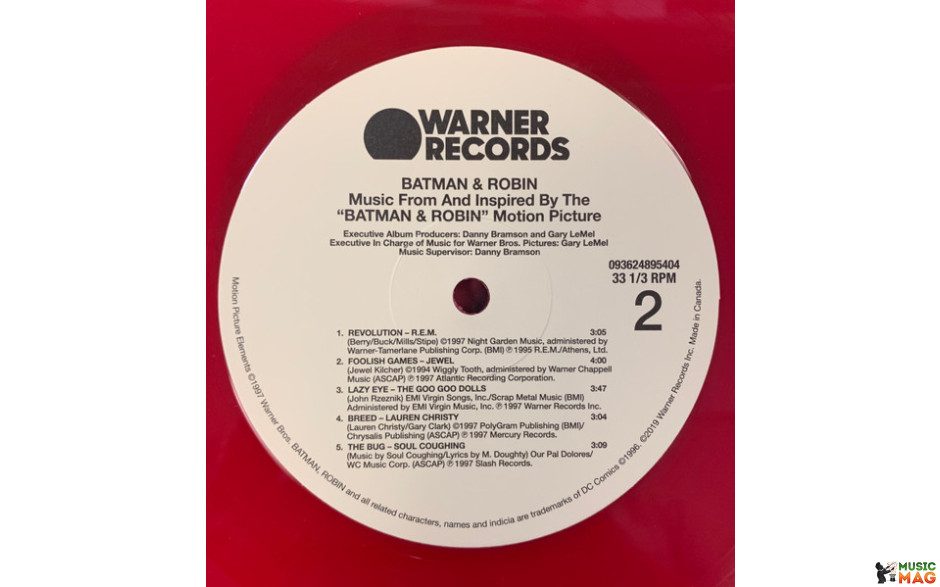 WARNER
RECORDS
BATMAN & ROBIN
Music From And Inspired By The
“BATMAN & ROBIN” Motion Picture
Executive Album Producers: Danny Bramson and Gary LeMel
Executive In Charge of Music for Warner Bros. Pictures: Gary LeMel
Music Supervisor: Danny Bramson
093624895404
33 1/3 RPM
2
1. REVOLUTION – R.E.M. 3:05
(Berry/Buck/Mills/Stipe) ©1997 Night Garden Music, administered by
Warner-Tamerlane Publishing Corp. (BMI) ℗ 1995 R.E.M./Athens, Ltd.
2. FOOLISH GAMES – JEWEL 4:00
(Jewel Kilcher) ©1994 Wiggly Tooth, administered by Warner Chappell
Music (ASCAP) ℗ 1997 Atlantic Recording Corporation.
3. LAZY EYE – THE GOO GOO DOLLS 3:47
(John Rzeznik) EMI Virgin Songs, Inc./Scrap Metal Music (BMI)
Administered by EMI Virgin Music, Inc. ℗ 1997 Warner Records Inc.
4. BREED – LAUREN CHRISTY 3:04
(Lauren Christy/Gary Clark) ©1997 PolyGram Publishing (BMI)/
Chrysalis Publishing (ASCAP) ℗ 1997 Mercury Records.
5. THE BUG – SOUL COUGHING 3:09
(Music by Soul Coughing/Lyrics by M. Doughty) Our Pal Dolores/
WC Music Corp. (ASCAP) ℗ 1997 Slash Records.
Motion Picture Elements ©1997 Warner Bros. BATMAN, ROBIN and all related characters, names and indicia are trademarks of DC Comics ©1996. ©2019 Warner Records Inc. Made in Canada.
MUSIC
MAG